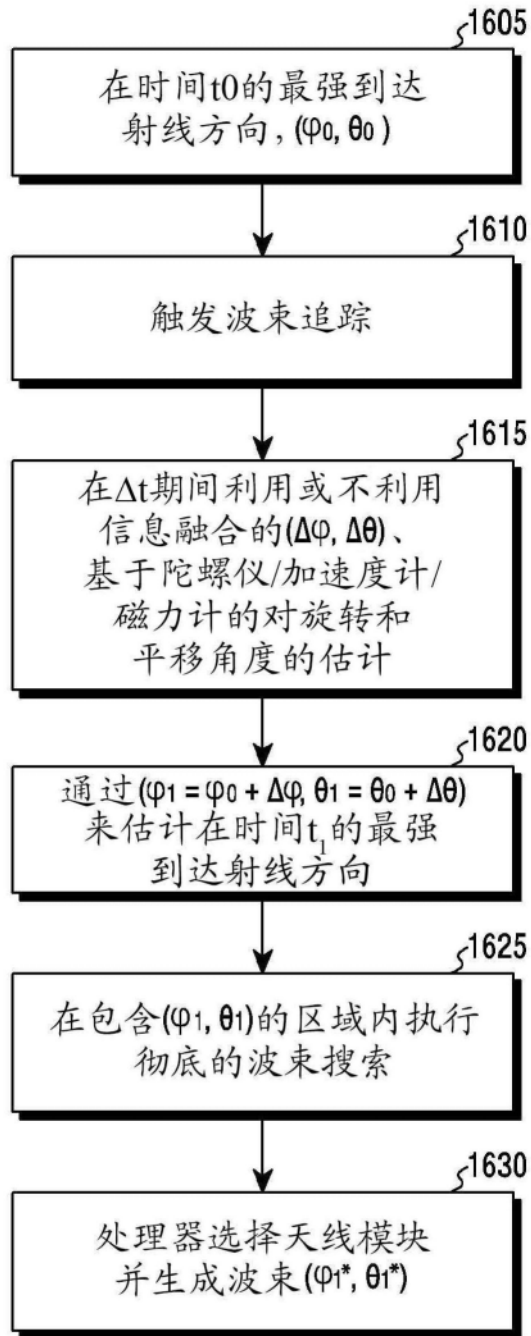 1605
在时间t0的最强到达
射线方向，(φ₀, θ₀ )
1610
触发波束追踪
1615
在Δt期间利用或不利用
信息融合的(Δφ, Δθ)、
基于陀螺仪/加速度计/
磁力计的对旋转和
平移角度的估计
1620
通过(φ₁ = φ₀ + Δφ, θ₁ = θ₀ + Δθ)
来估计在时间t₁的最强
到达射线方向
1625
在包含(φ₁, θ₁)的区域内执行
彻底的波束搜索
1630
处理器选择天线模块
并生成波束(φ₁*, θ₁*)